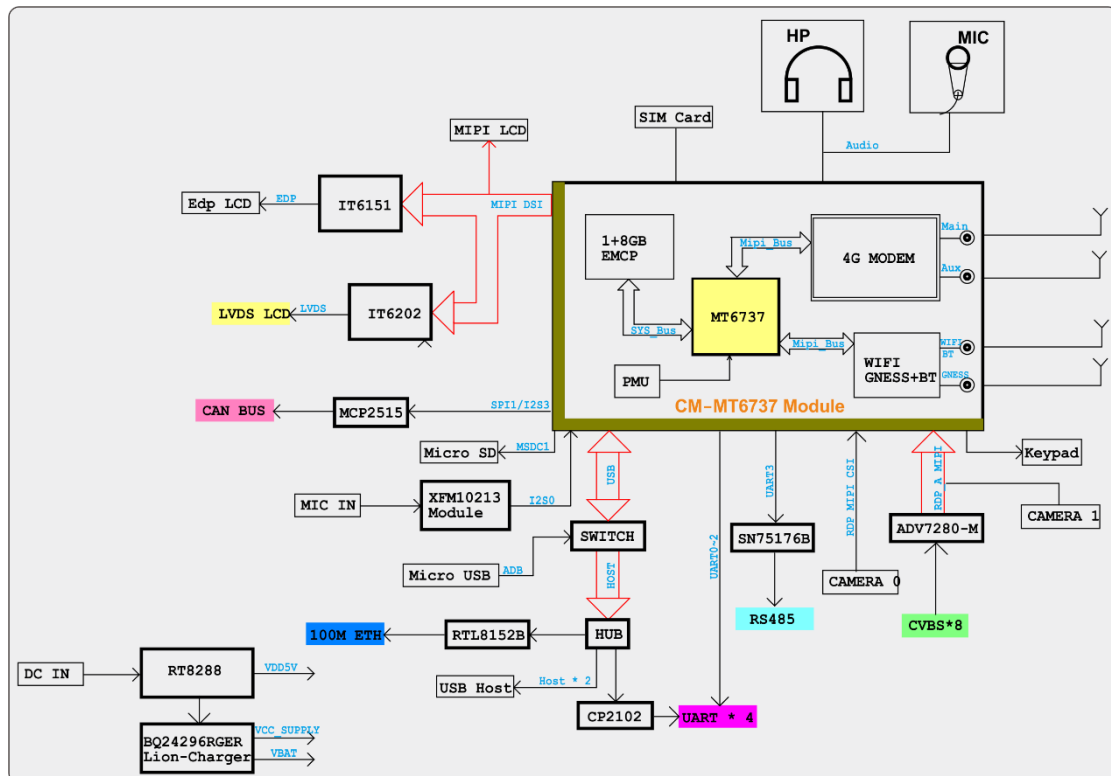 HP
MIC
SIM Card
MIPI LCD
Audio
Edp LCD
EDP
IT6151
MIPI DSI
1+8GB
EMCP
Mipi_Bus
4G MODEM
Main
Aux
LVDS LCD
LVDS
IT6202
SYS_Bus
MT6737
Mipi_Bus
WIFI
BT
WIFI
GNESS+BT
GNESS
PMU
CM-MT6737 Module
CAN BUS
MCP2515
SPI1/I2S3
Micro SD
MSDC1
Keypad
MIC IN
XFM10213
Module
I2S0
USB
UART3
RDP MIPI CSI
RDP A MIPI
CAMERA 1
SWITCH
SN75176B
ADV7280-M
Micro USB
ADB
HOST
UART0~2
CAMERA 0
RS485
CVBS*8
100M ETH
RTL8152B
HUB
DC IN
RT8288
VDD5V
USB Host
Host * 2
CP2102
UART * 4
BQ24296RGER
Lion-Charger
VCC_SUPPLY
VBAT